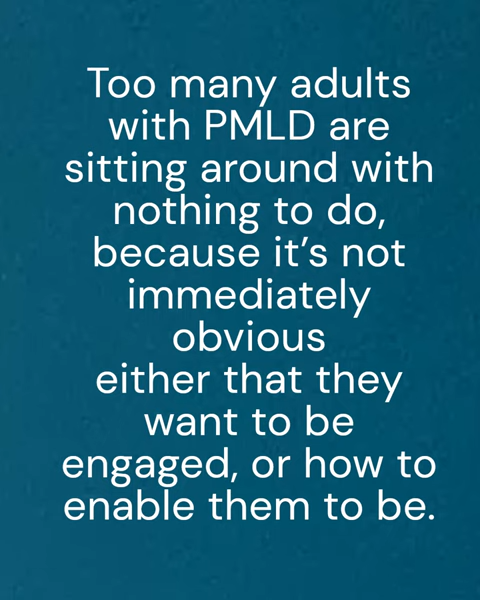 Too many adults
with PMLD are
sitting around with
nothing to do,
because it’s not
immediately
obvious
either that they
want to be
engaged, or how to
enable them to be.